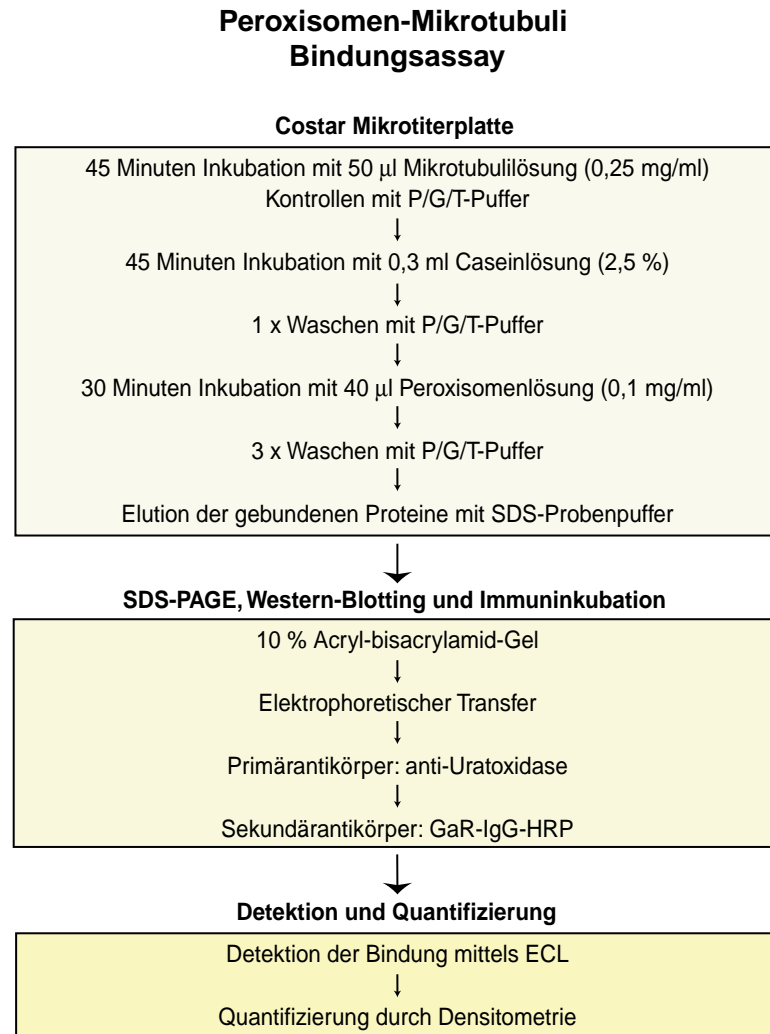 Peroxisomen-Mikrotubuli
Bindungsassay
Costar Mikrotiterplatte
45 Minuten Inkubation mit 50 µl Mikrotubulilösung (0,25 mg/ml)
Kontrollen mit P/G/T-Puffer
45 Minuten Inkubation mit 0,3 ml Caseinlösung (2,5 %)
1 x Waschen mit P/G/T-Puffer
30 Minuten Inkubation mit 40 µl Peroxisomenlösung (0,1 mg/ml)
3 x Waschen mit P/G/T-Puffer
Elution der gebundenen Proteine mit SDS-Probenpuffer
SDS-PAGE, Western-Blotting und Immuninkubation
10 % Acryl-bisacrylamid-Gel
Elektrophoretischer Transfer
Primärantikörper: anti-Uratoxidase
Sekundärantikörper: GaR-IgG-HRP
Detektion und Quantifizierung
Detektion der Bindung mittels ECL
Quantifizierung durch Densitometrie